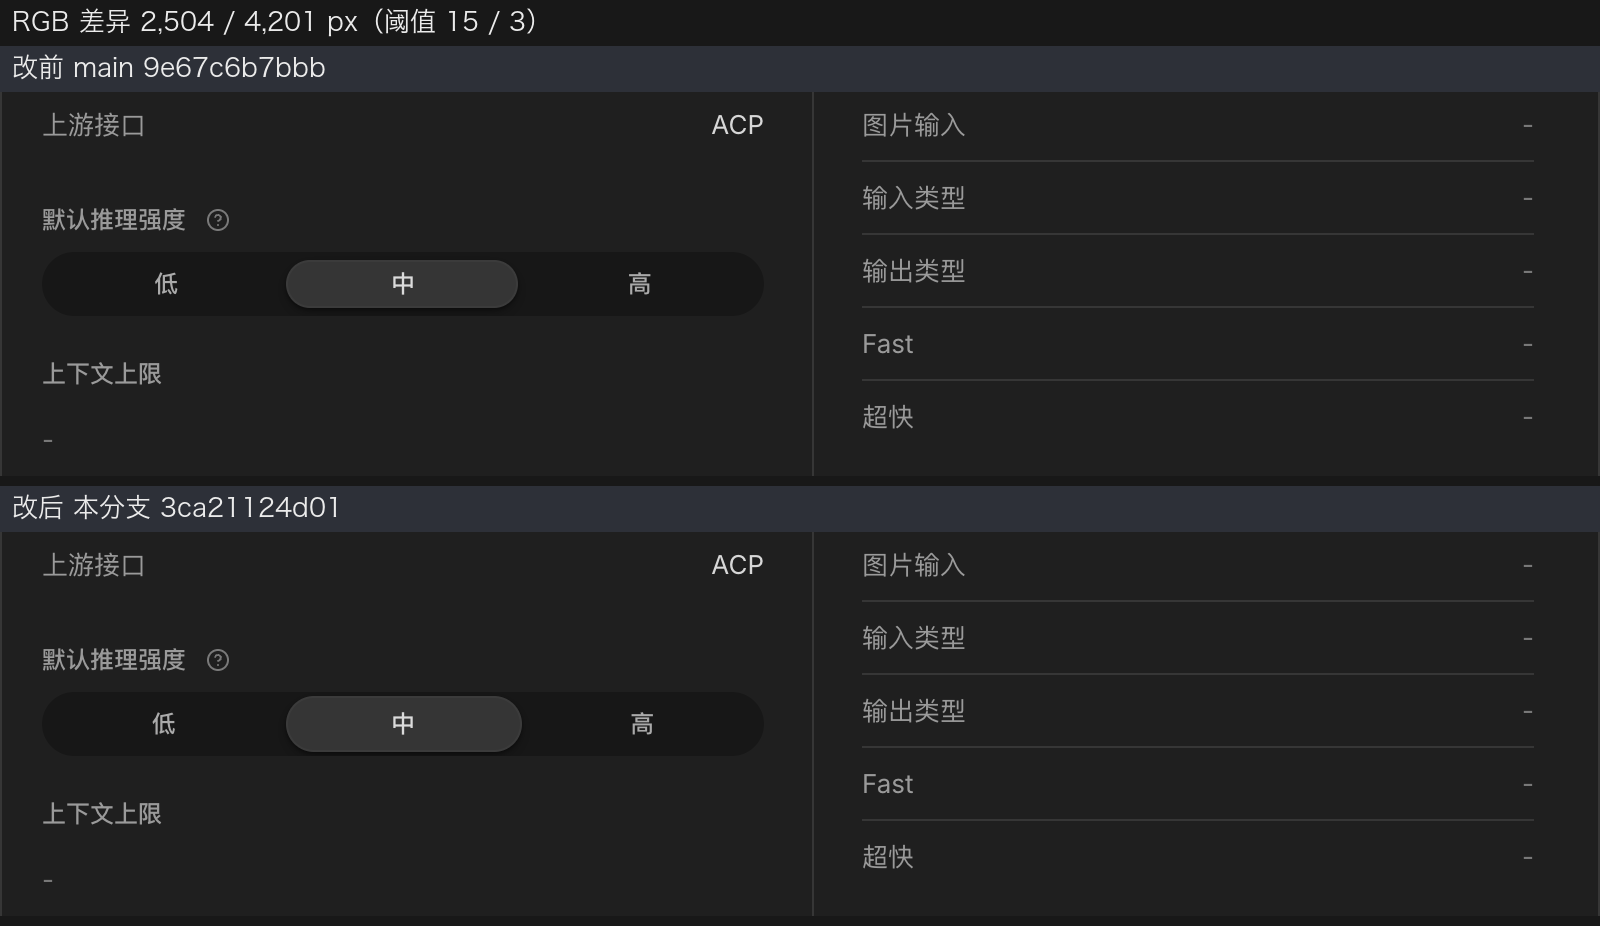 RGB 差异 2,504 / 4,201 px（阈值 15 / 3）
改前 main 9e67c6b7bbb
上游接口 ACP
默认推理强度 ?
低 中 高
上下文上限
-
图片输入 -
输入类型 -
输出类型 -
Fast -
超快 -
改后 本分支 3ca21124d01
上游接口 ACP
默认推理强度 ?
低 中 高
上下文上限
-
图片输入 -
输入类型 -
输出类型 -
Fast -
超快 -